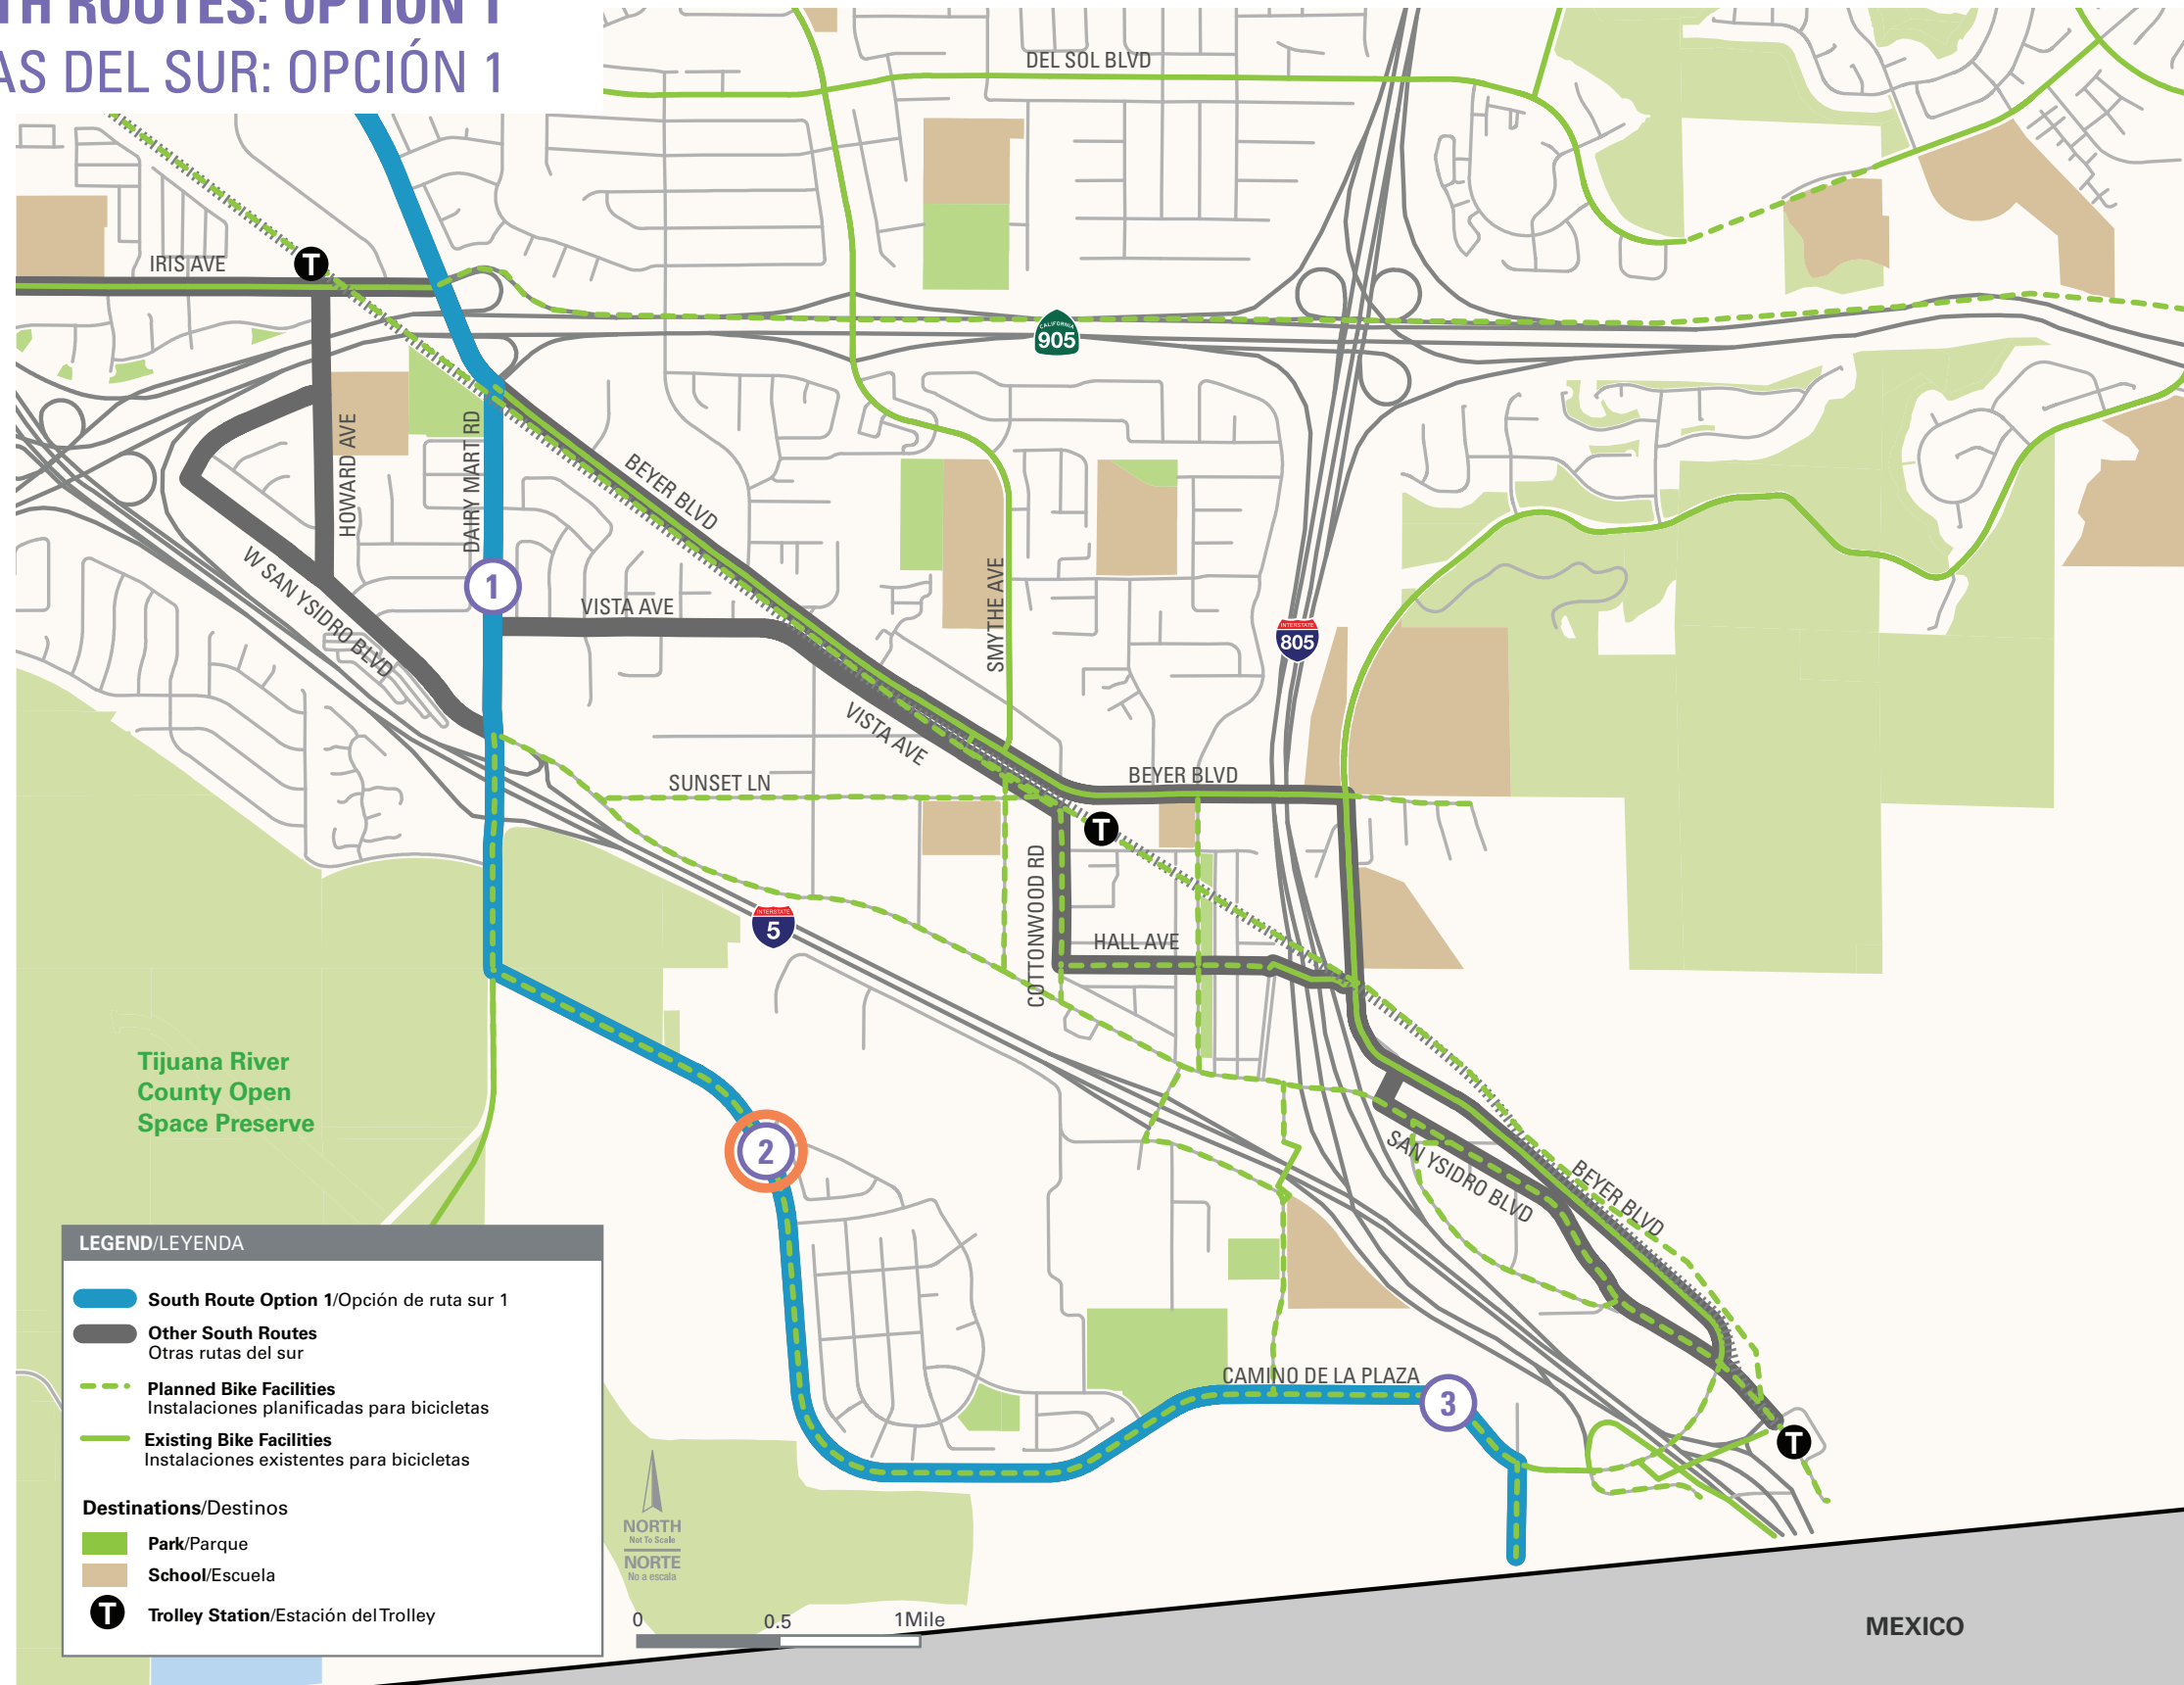 TH ROUTES: OPTION 1
AS DEL SUR: OPCIÓN 1
DEL SOL BLVD
IRIS AVE
T
CALIFORNIA
905
HOWARD AVE
DAIRY MART RD
BEYER BLVD
W SAN YSIDRO BLVD
1
VISTA AVE
SMYTHE AVE
INTERSTATE
805
VISTA AVE
SUNSET LN
BEYER BLVD
T
COTTONWOOD RD
INTERSTATE
5
HALL AVE
Tijuana River
County Open
Space Preserve
2
SAN YSIDRO BLVD
BEYER BLVD
CAMINO DE LA PLAZA
3
T
LEGEND/LEYENDA
South Route Option 1/Opción de ruta sur 1
Other South Routes
Otras rutas del sur
Planned Bike Facilities
Instalaciones planificadas para bicicletas
Existing Bike Facilities
Instalaciones existentes para bicicletas
Destinations/Destinos
Park/Parque
School/Escuela
T Trolley Station/Estación del Trolley
NORTH
Not To Scale
NORTE
No a escala
0 0.5 1Mile
MEXICO